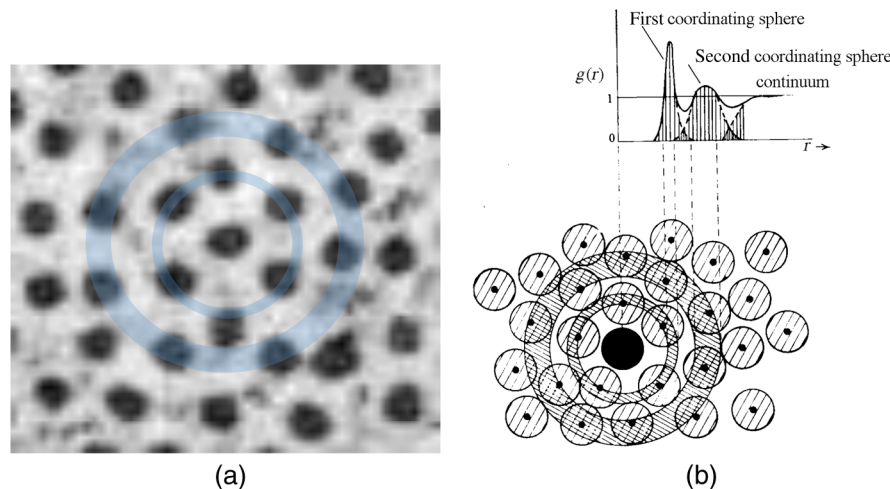 First coordinating sphere
Second coordinating sphere
continuum
g(r)
1
0
r →
(a)
(b)